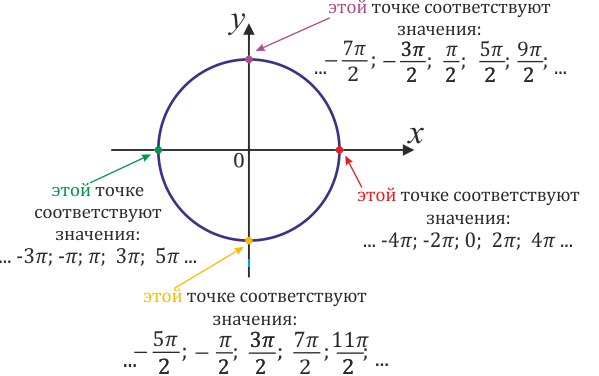 этой точке соответствуют
значения:
...−7π/2; −3π/2; π/2; 5π/2; 9π/2; ...
y
x
0
этой точке
соответствуют
значения:
... -3π; -π; π; 3π; 5π ...
этой точке соответствуют
значения:
... -4π; -2π; 0; 2π; 4π ...
этой точке соответствуют
значения:
...−5π/2; −π/2; 3π/2; 7π/2; 11π/2; ...